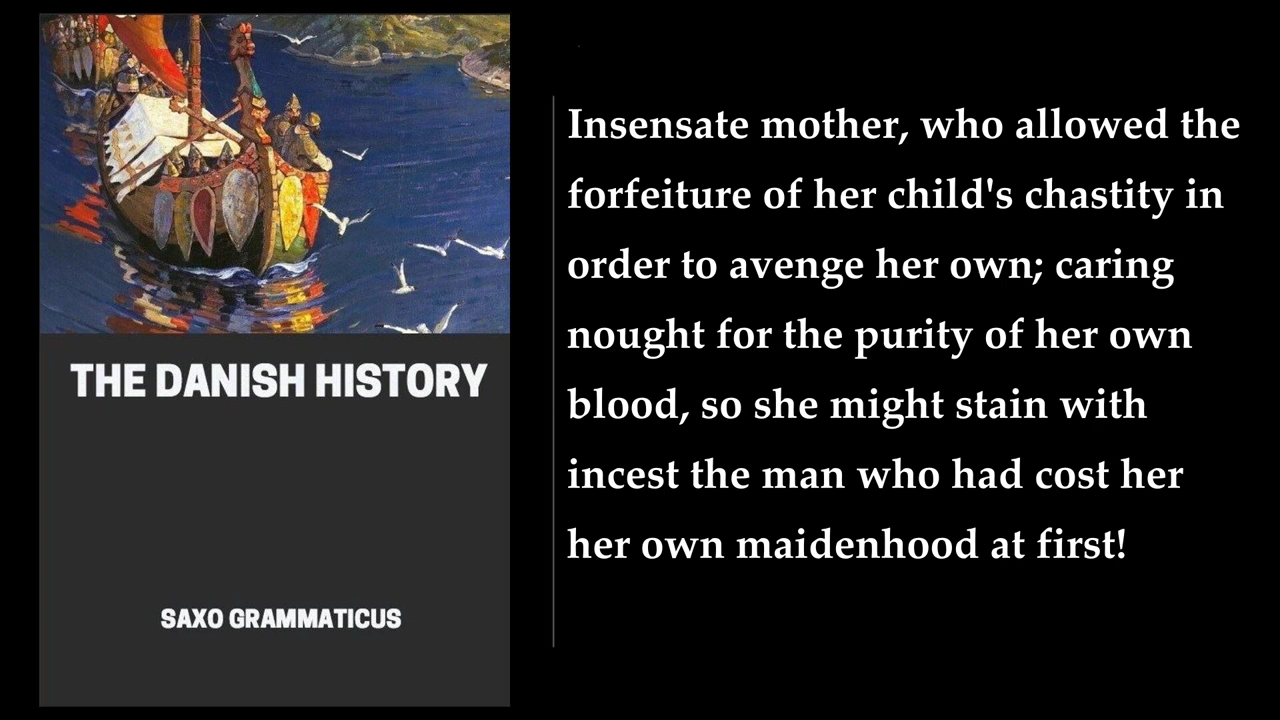 THE DANISH HISTORY
SAXO GRAMMATICUS
Insensate mother, who allowed the
forfeiture of her child's chastity in
order to avenge her own; caring
nought for the purity of her own
blood, so she might stain with
incest the man who had cost her
her own maidenhood at first!